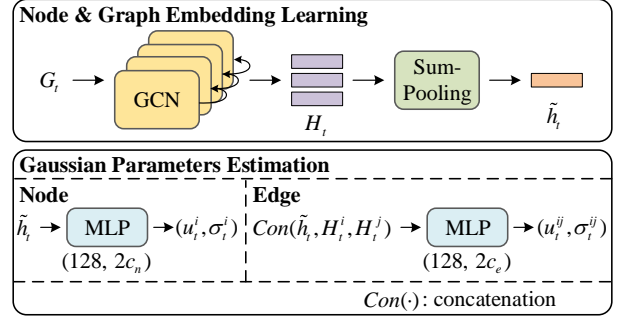 Node & Graph Embedding Learning
G_t
GCN
H_t
Sum-
Pooling
h̃_t
Gaussian Parameters Estimation
Node
h̃_t
MLP
(u_t^i, σ_t^i)
(128, 2c_n)
Edge
Con(h̃_t, H_t^i, H_t^j)
MLP
(u_t^{ij}, σ_t^{ij})
(128, 2c_e)
Con(·): concatenation